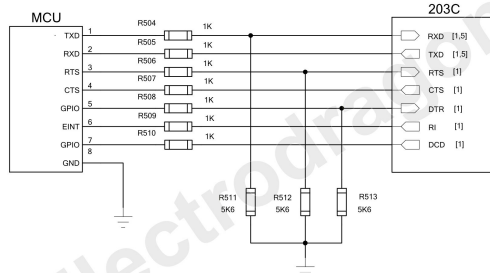 MCU
203C
R504
1K
TXD 1
RXD [1,5]
R505
RXD 2
TXD [1,5]
R506
1K
RTS 3
RTS [1]
R507
CTS 4
1K
CTS [1]
R508
GPIO 5
1K
DTR [1]
R509
EINT 6
1K
RI [1]
R510
GPIO 7
1K
DCD [1]
8
GND
R511 R512 R513
5K6 5K6 5K6
electrodragon